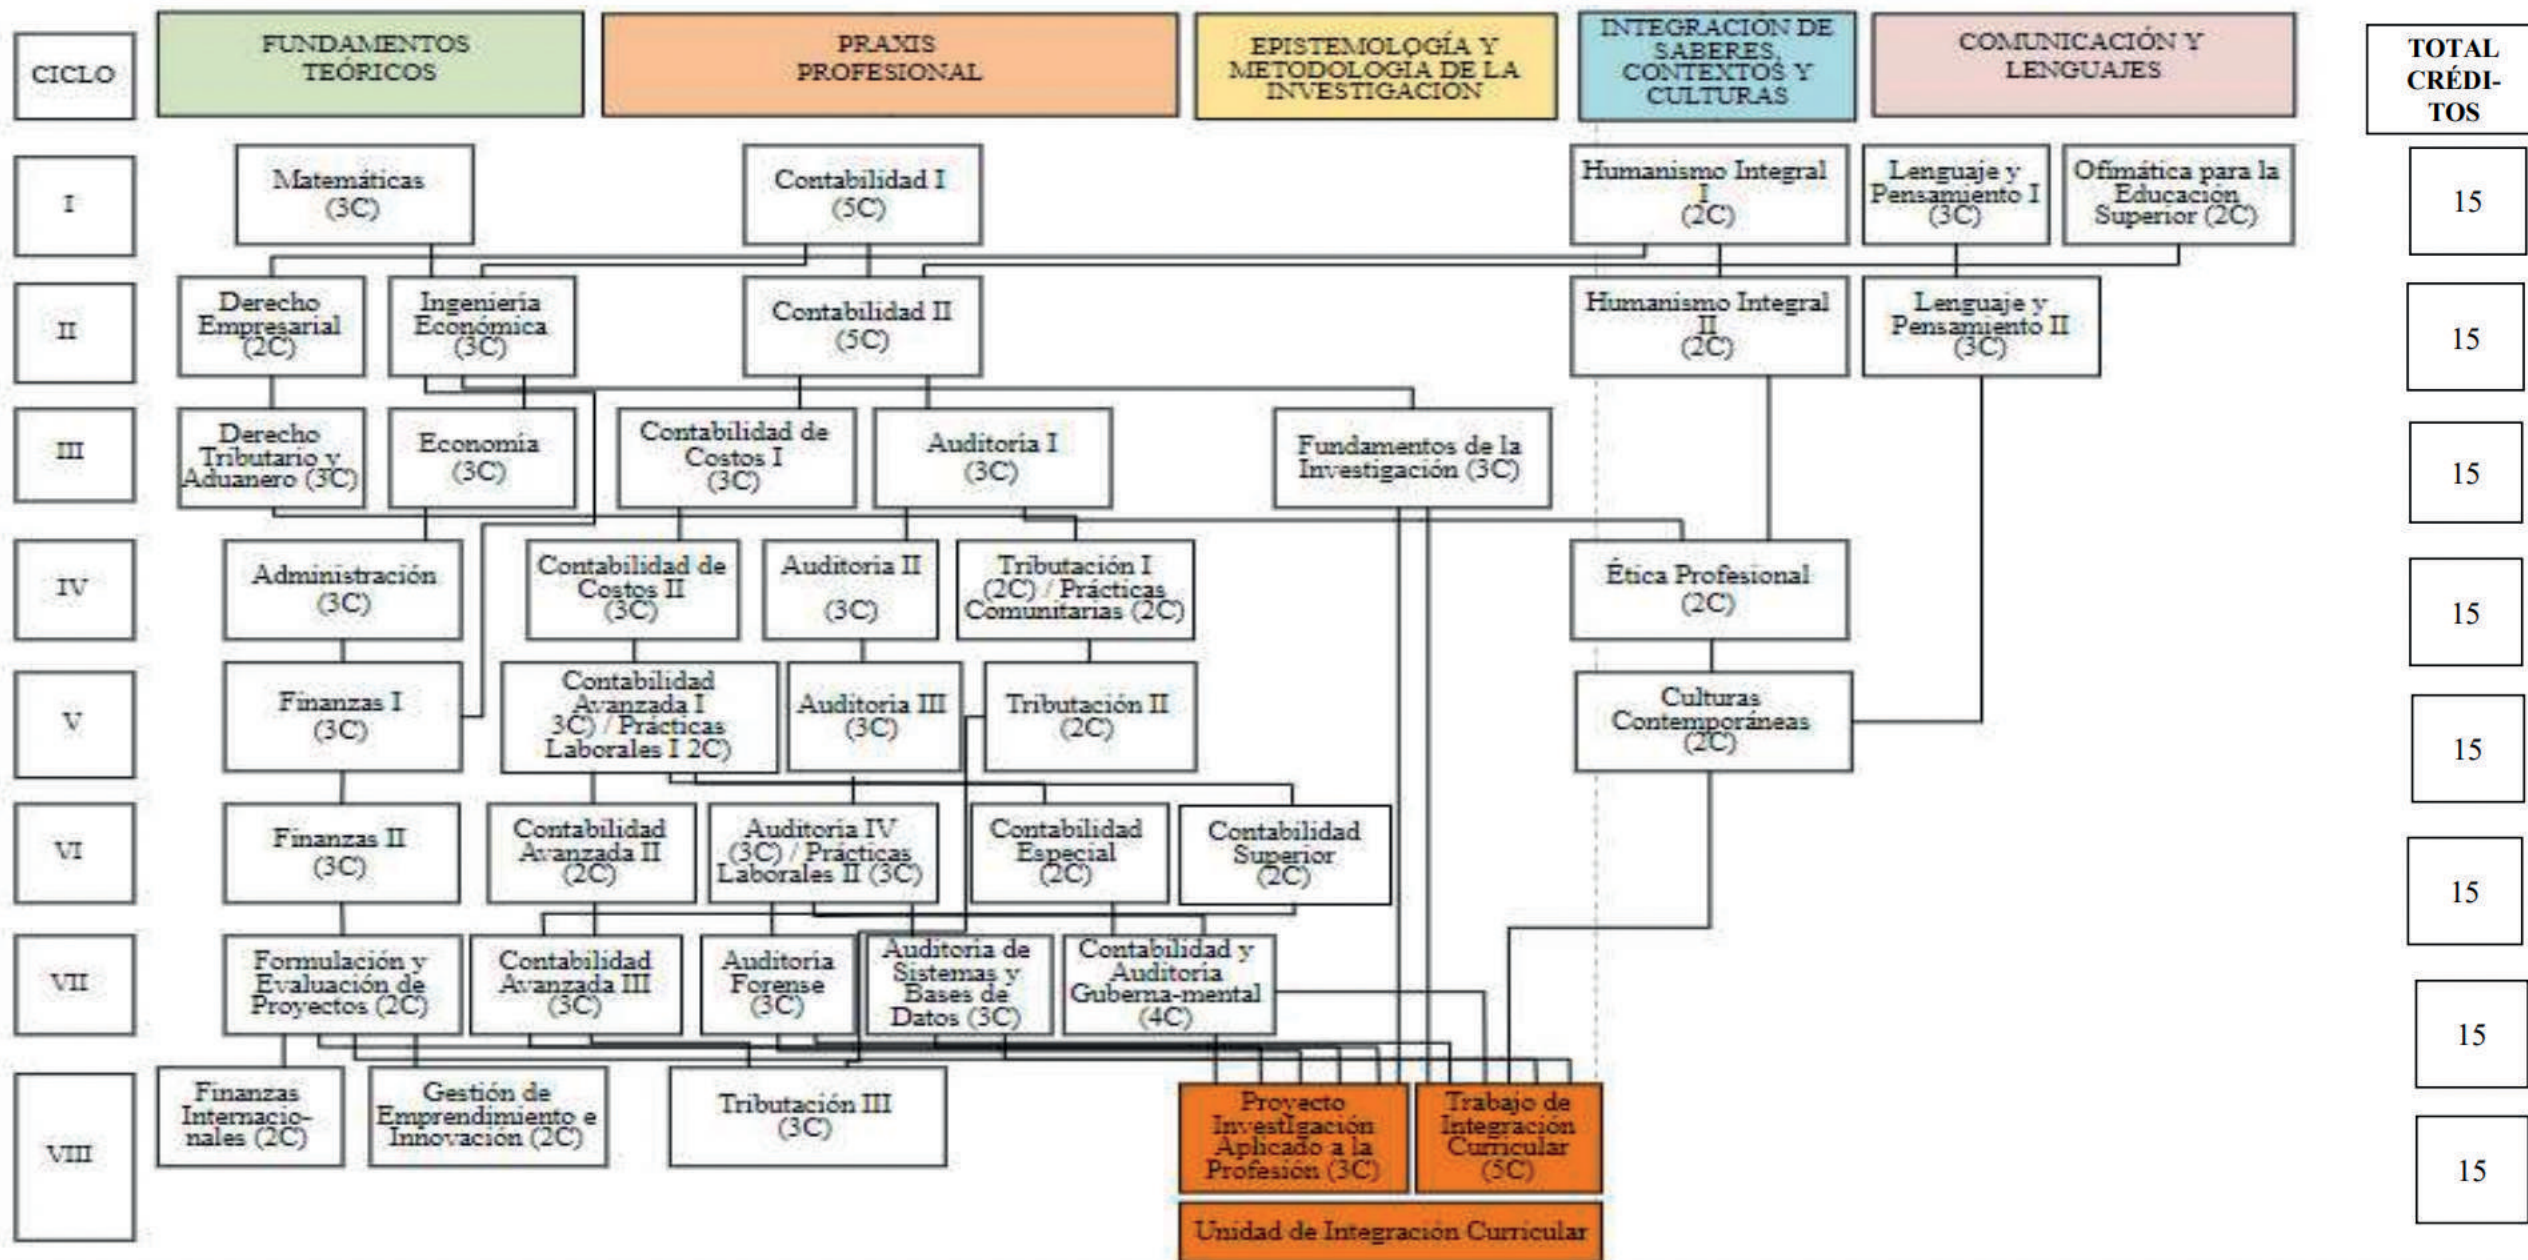 CICLO
FUNDAMENTOS
TEÓRICOS
PRAXIS
PROFESIONAL
EPISTEMOLOGÍA Y
METODOLOGÍA DE LA
INVESTIGACIÓN
INTEGRACIÓN DE
SABERES,
CONTEXTOS Y
CULTURAS
COMUNICACIÓN Y
LENGUAJES
TOTAL
CRÉDI-
TOS
I
Matemáticas
(3C)
Contabilidad I
(5C)
Humanismo Integral
I
(2C)
Lenguaje y
Pensamiento I
(3C)
Ofimática para la
Educación
Superior (2C)
15
II
Derecho
Empresarial
(2C)
Ingeniería
Económica
(3C)
Contabilidad II
(5C)
Humanismo Integral
II
(2C)
Lenguaje y
Pensamiento II
(3C)
15
III
Derecho
Tributario y
Aduanero (3C)
Economía
(3C)
Contabilidad de
Costos I
(3C)
Auditoría I
(3C)
Fundamentos de la
Investigación (3C)
15
IV
Administración
(3C)
Contabilidad de
Costos II
(3C)
Auditoria II
(3C)
Tributación I
(2C) / Prácticas
Comunitarias (2C)
Ética Profesional
(2C)
15
V
Finanzas I
(3C)
Contabilidad
Avanzada I
3C) / Prácticas
Laborales I 2C)
Auditoria III
(3C)
Tributación II
(2C)
Culturas
Contemporáneas
(2C)
15
VI
Finanzas II
(3C)
Contabilidad
Avanzada II
(2C)
Auditoría IV
(3C) / Prácticas
Laborales II (3C)
Contabilidad
Especial
(2C)
Contabilidad
Superior
(2C)
15
VII
Formulación y
Evaluación de
Proyectos (2C)
Contabilidad
Avanzada III
(3C)
Auditoría
Forense
(3C)
Auditoria de
Sistemas y
Bases de
Datos (3C)
Contabilidad y
Auditoría
Guberna-mental
(4C)
15
VIII
Finanzas
Internacio-
nales (2C)
Gestión de
Emprendimiento e
Innovación (2C)
Tributación III
(3C)
Proyecto
InvestIgación
Aplicado a la
Profesión (3C)
Trabajo de
Integración
Curricular
(5C)
15
Unidad de Integración Curricular